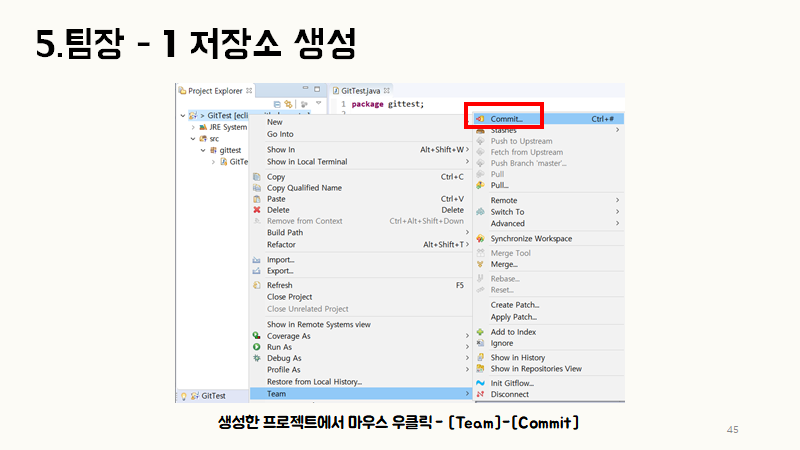 5.팀장 - 1 저장소 생성
Project Explorer
GitTest.java
1 package gittest;
2
> GitTest
JRE System
src
gittest
GitTe
New
Go Into
Show In Alt+Shift+W >
Show in Local Terminal
Copy Ctrl+C
Copy Qualified Name
Paste Ctrl+V
Delete Delete
Remove from Context Ctrl+Alt+Shift+Down
Build Path
Refactor Alt+Shift+T >
Import...
Export...
Refresh F5
Close Project
Close Unrelated Project
Show in Remote Systems view
Coverage As
Run As
Debug As
Profile As
Restore from Local History...
Team
Commit... Ctrl+#
Stashes
Push to Upstream
Fetch from Upstream
Push Branch 'master'...
Pull
Pull...
Remote
Switch To
Advanced
Synchronize Workspace
Merge Tool
Merge...
Rebase...
Reset...
Create Patch...
Apply Patch...
Add to Index
Ignore
Show in History
Show in Repositories View
Init Gitflow...
Disconnect
GitTest
생성한 프로젝트에서 마우스 우클릭 - [Team]-[Commit]
45